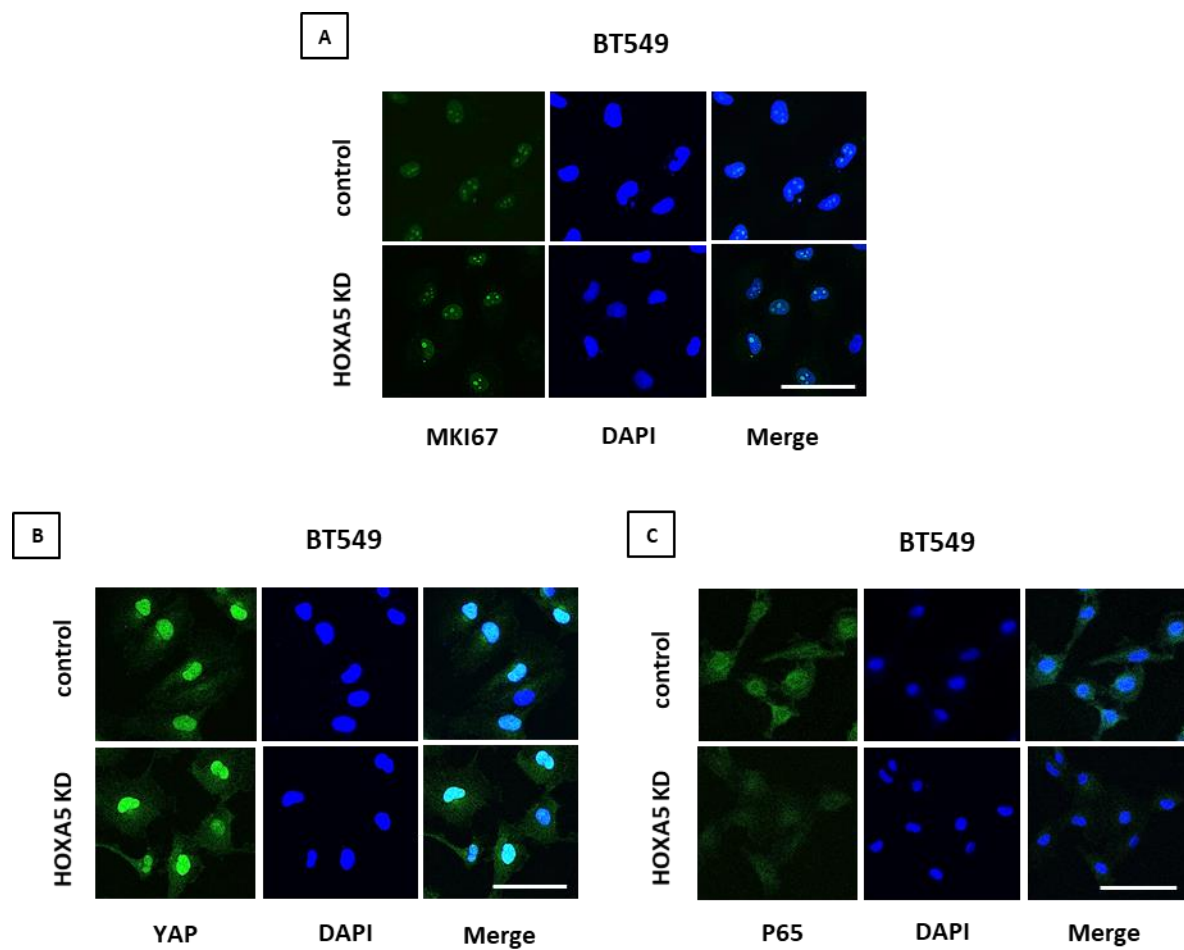 A
BT549
control
HOXA5 KD
MKI67 DAPI Merge
B
BT549
control
HOXA5 KD
YAP DAPI Merge
C
BT549
control
HOXA5 KD
P65 DAPI Merge